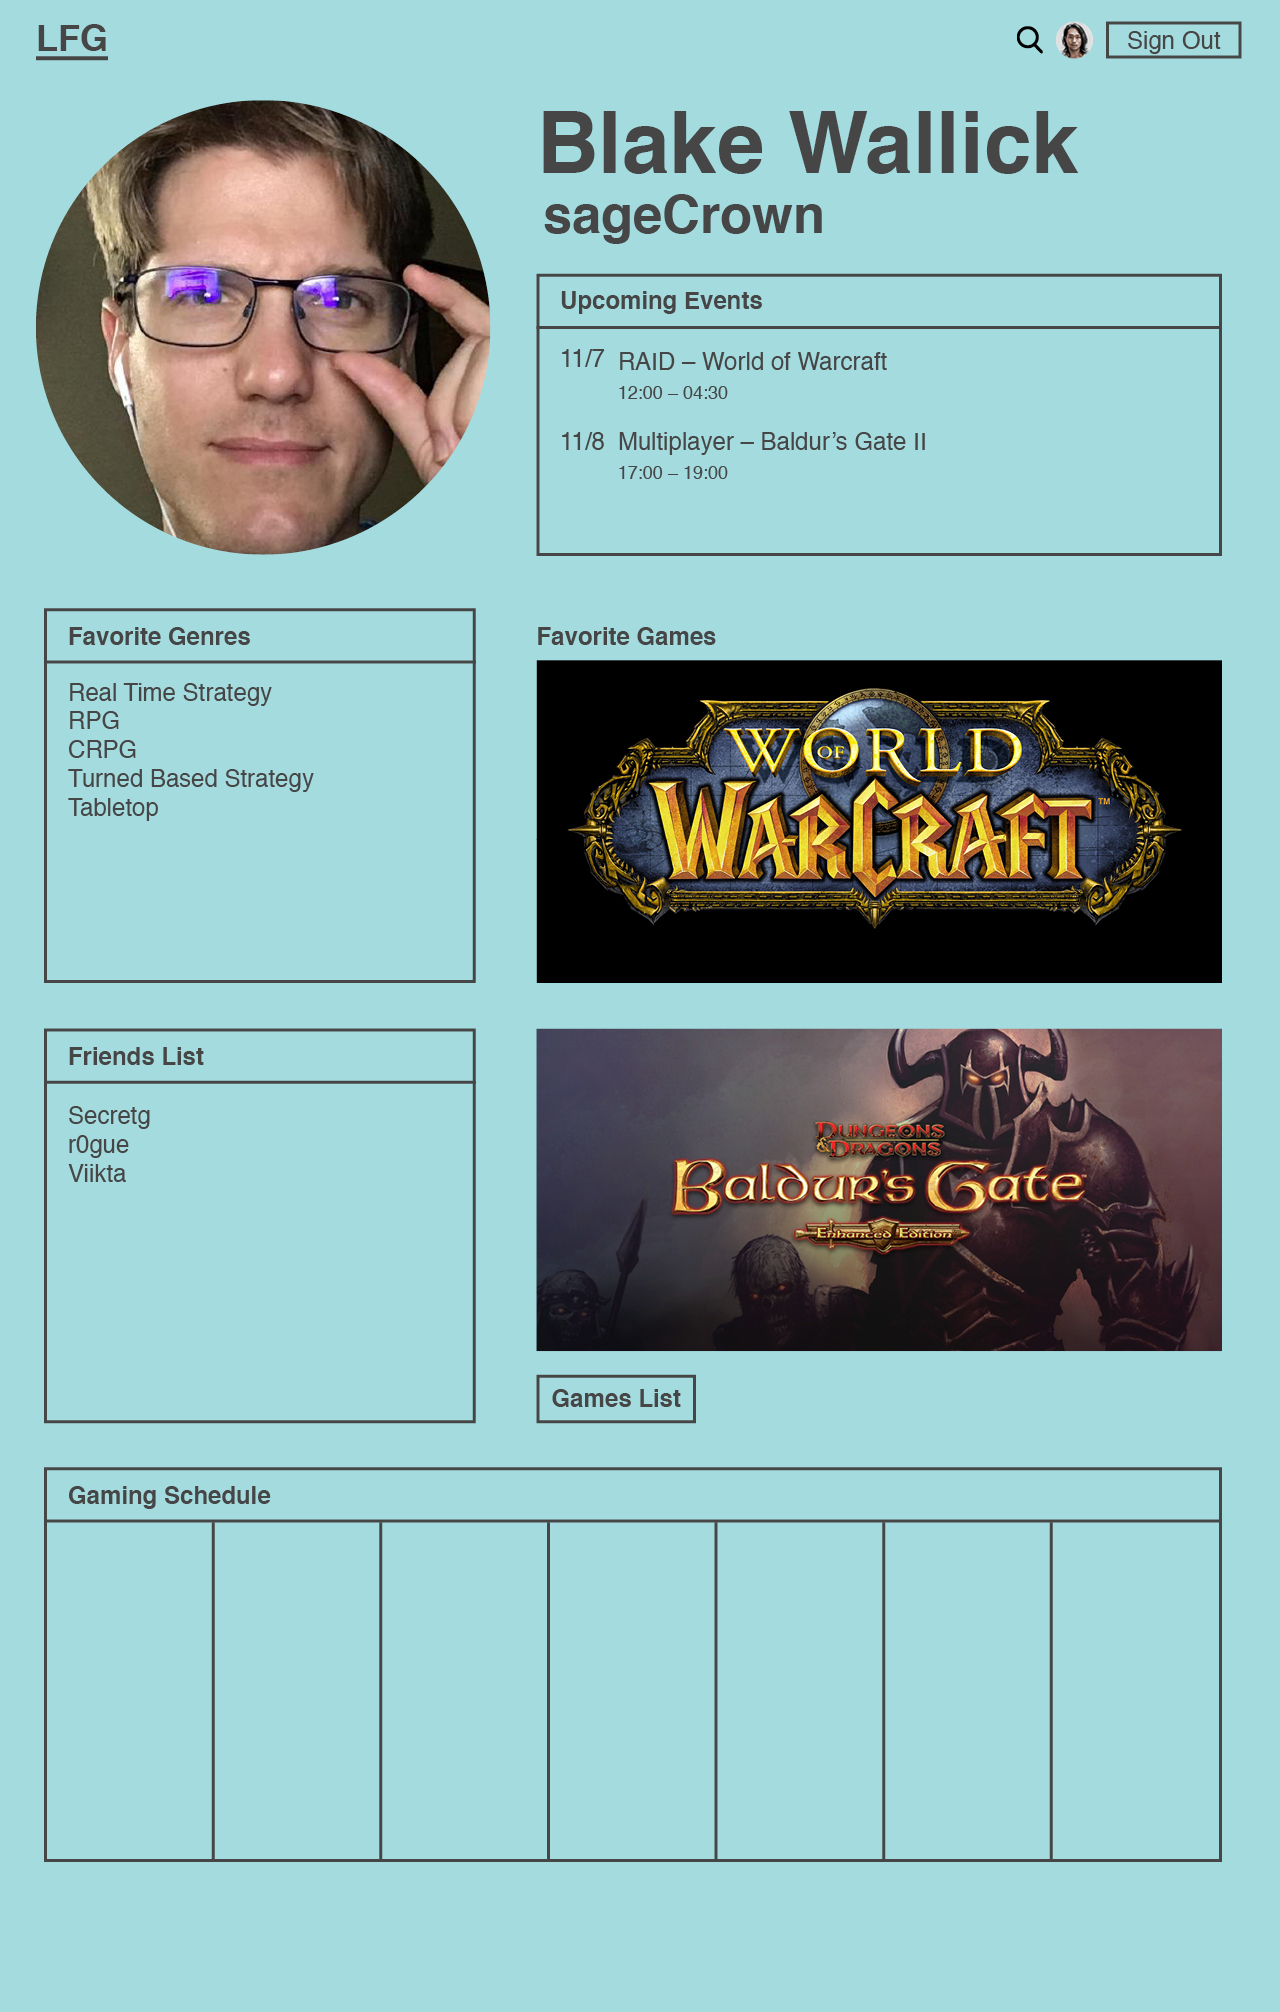 LFG
Sign Out
Blake Wallick
sageCrown
Upcoming Events
11/7 RAID – World of Warcraft
12:00 – 04:30
11/8 Multiplayer – Baldur’s Gate II
17:00 – 19:00
Favorite Genres
Real Time Strategy
RPG
CRPG
Turned Based Strategy
Tabletop
Favorite Games
WORLD
OF
WARCRAFT
™
Friends List
Secretg
r0gue
Viikta
DUNGEONS
& DRAGONS
Baldur's Gate
Enhanced Edition
Games List
Gaming Schedule